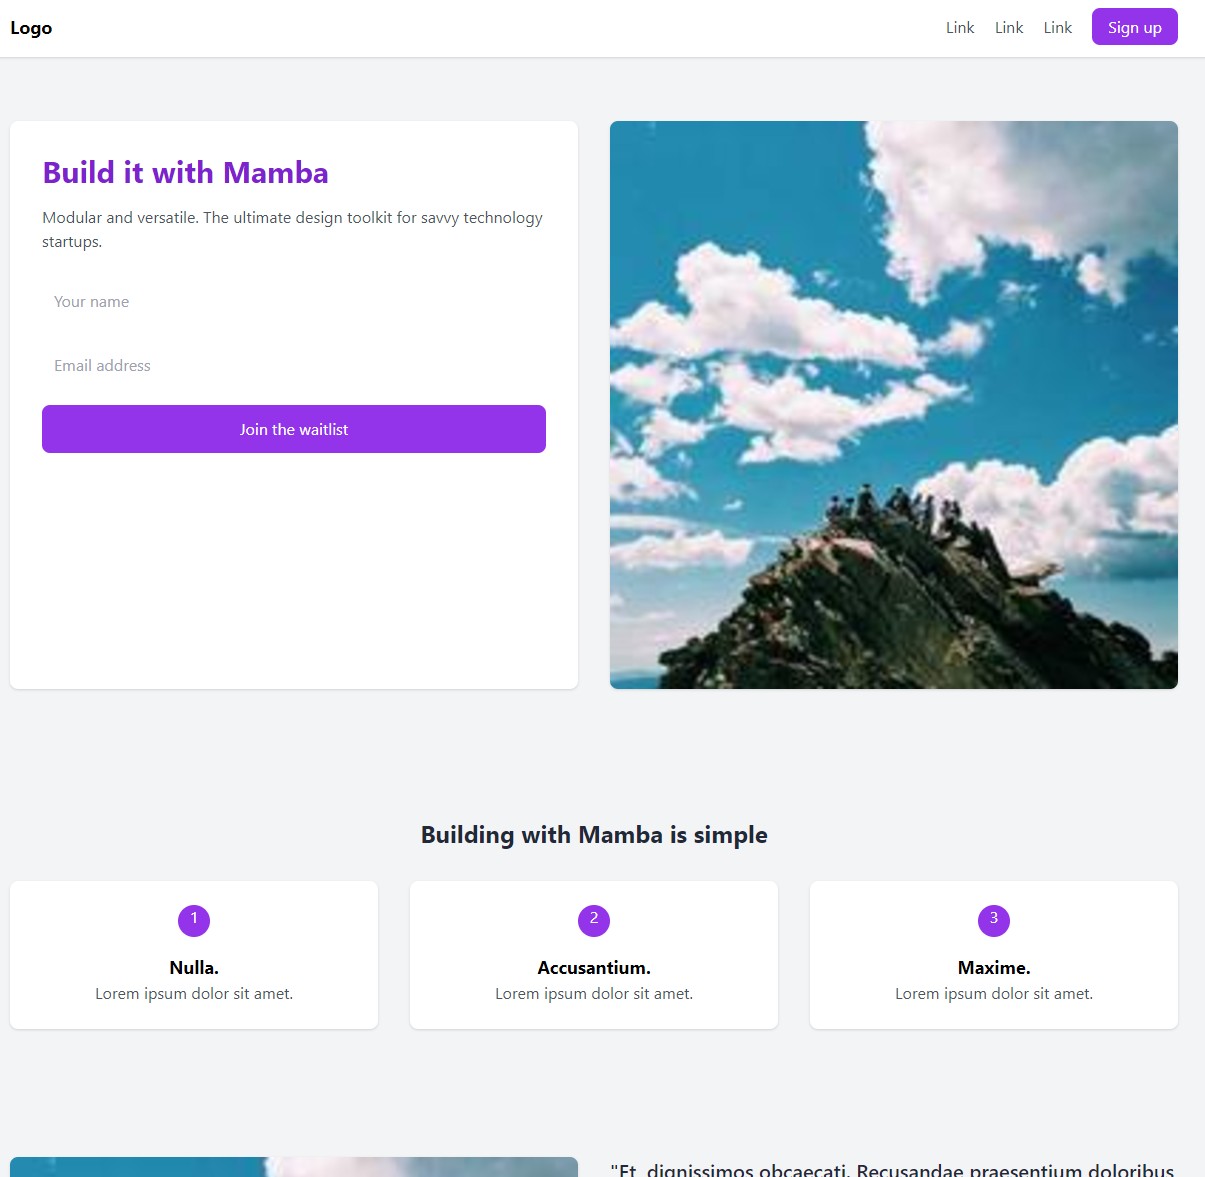 Logo
Link Link Link Sign up
Build it with Mamba
Modular and versatile. The ultimate design toolkit for savvy technology
startups.
Your name
Email address
Join the waitlist
Building with Mamba is simple
1
Nulla.
Lorem ipsum dolor sit amet.
2
Accusantium.
Lorem ipsum dolor sit amet.
3
Maxime.
Lorem ipsum dolor sit amet.
"Et, dignissimos obcaecati. Recusandae praesentium doloribus